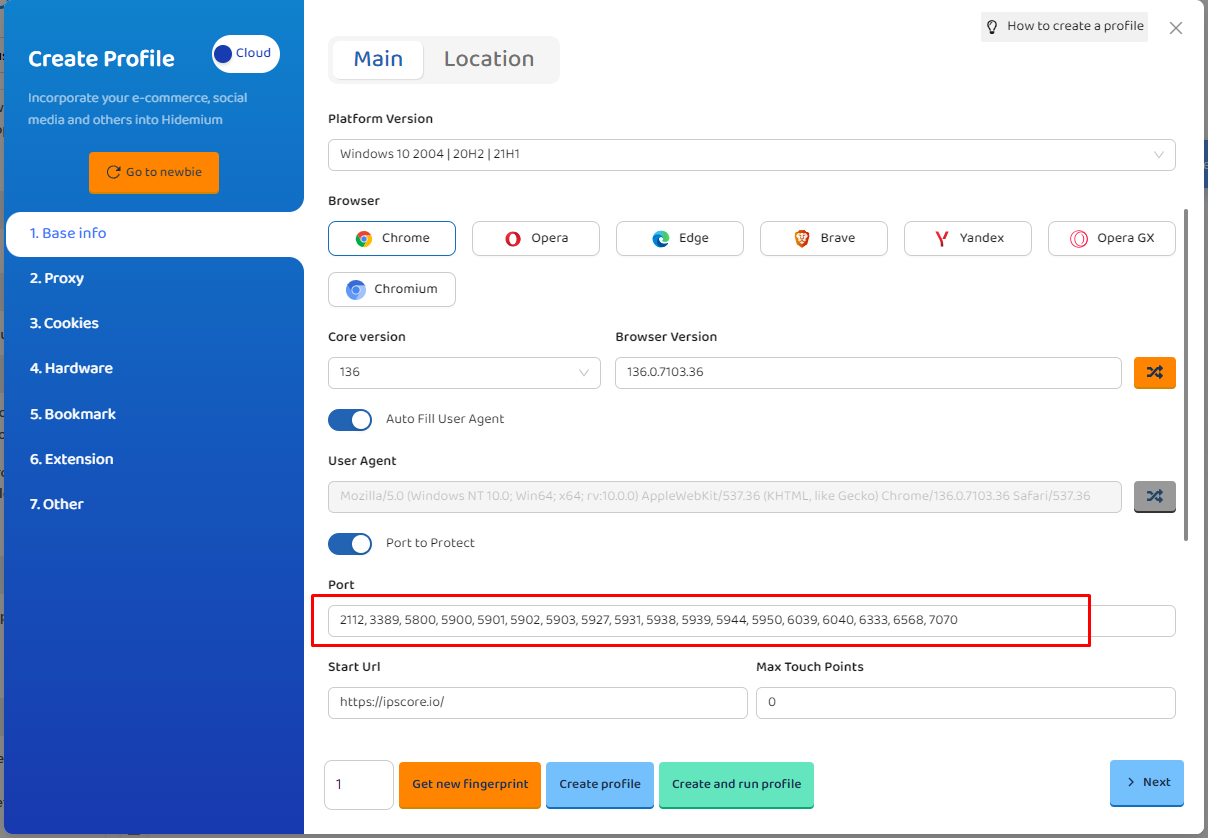 How to create a profile
Create Profile
Cloud
Incorporate your e-commerce, social
media and others into Hidemium
Go to newbie
1. Base info
2. Proxy
3. Cookies
4. Hardware
5. Bookmark
6. Extension
7. Other
Main
Location
Platform Version
Windows 10 2004 | 20H2 | 21H1
Browser
Chrome
Opera
Edge
Brave
Yandex
Opera GX
Chromium
Core version
Browser Version
136
136.0.7103.36
Auto Fill User Agent
User Agent
Mozilla/5.0 (Windows NT 10.0; Win64; x64; rv:10.0.0) AppleWebKit/537.36 (KHTML, like Gecko) Chrome/136.0.7103.36 Safari/537.36
Port to Protect
Port
2112, 3389, 5800, 5900, 5901, 5902, 5903, 5927, 5931, 5938, 5939, 5944, 5950, 6039, 6040, 6333, 6568, 7070
Start Url
Max Touch Points
https://ipscore.io/
0
1
Get new fingerprint
Create profile
Create and run profile
Next